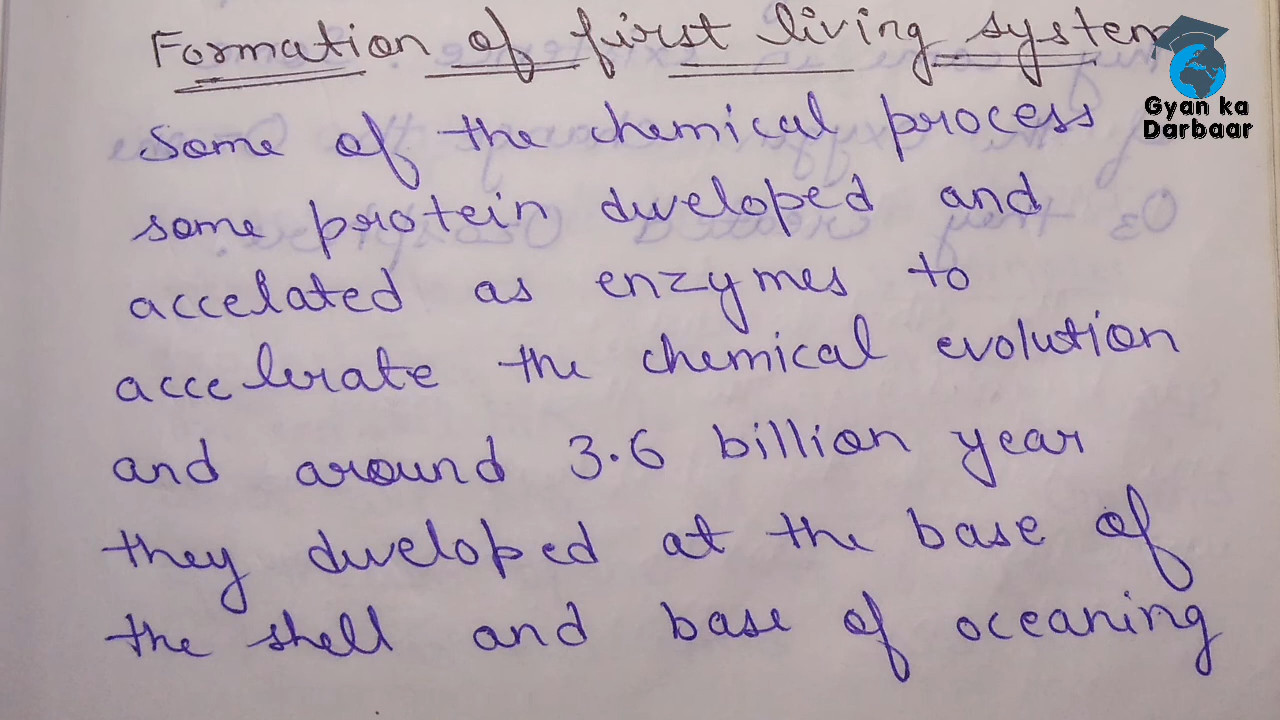 Formation of first living system
Gyan ka
Darbaar
Some of the chemical process
some protein dweloped and
accelated as enzymes to
accelerate the chemical evolution
and around 3.6 billion year
they dweloped at the base of
the shell and base of oceaning